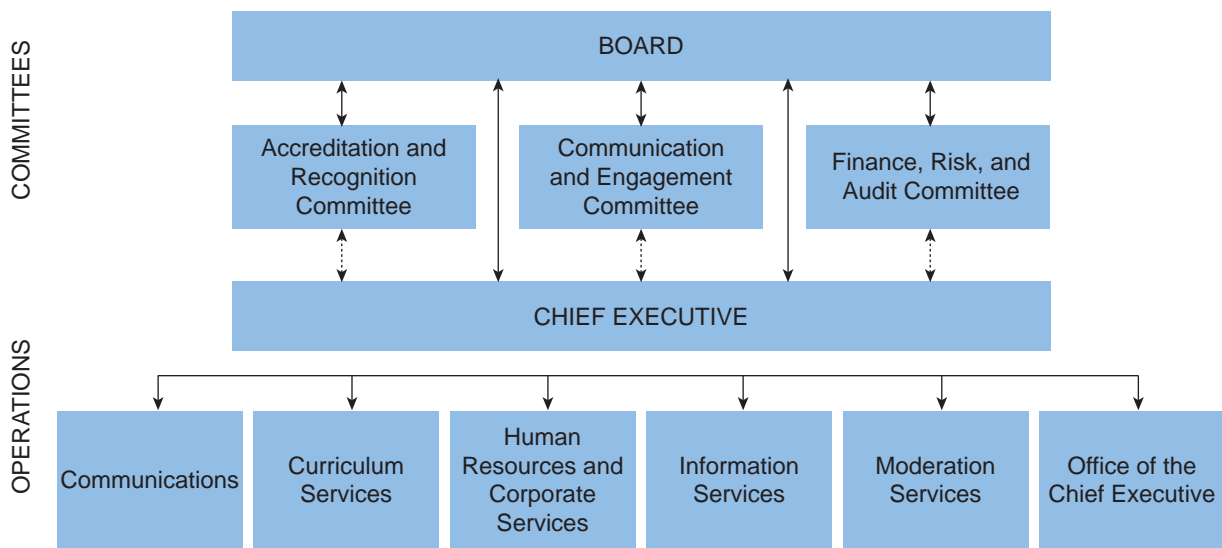 COMMITTEES
BOARD
Accreditation and
Recognition
Committee
Communication
and Engagement
Committee
Finance, Risk, and
Audit Committee
CHIEF EXECUTIVE
OPERATIONS
Communications
Curriculum
Services
Human
Resources and
Corporate
Services
Information
Services
Moderation
Services
Office of the
Chief Executive